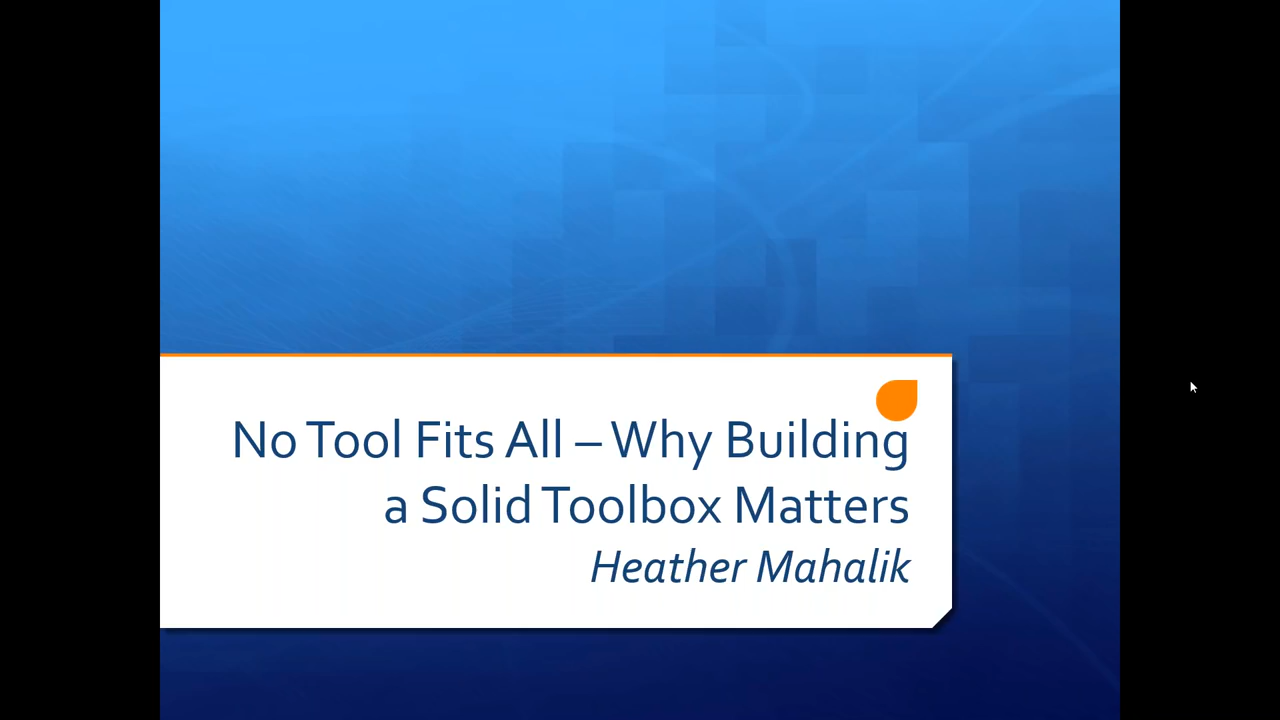 No Tool Fits All – Why Building
a Solid Toolbox Matters
Heather Mahalik